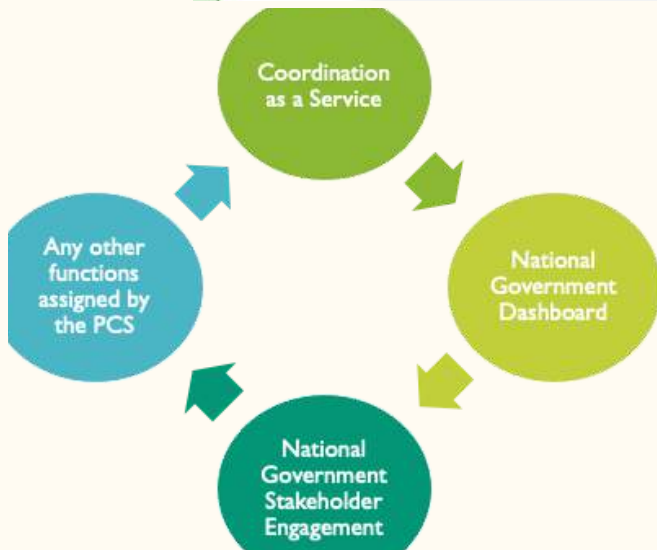 Coordination
as a Service
National
Government
Dashboard
National
Government
Stakeholder
Engagement
Any other
functions
assigned by
the PCS